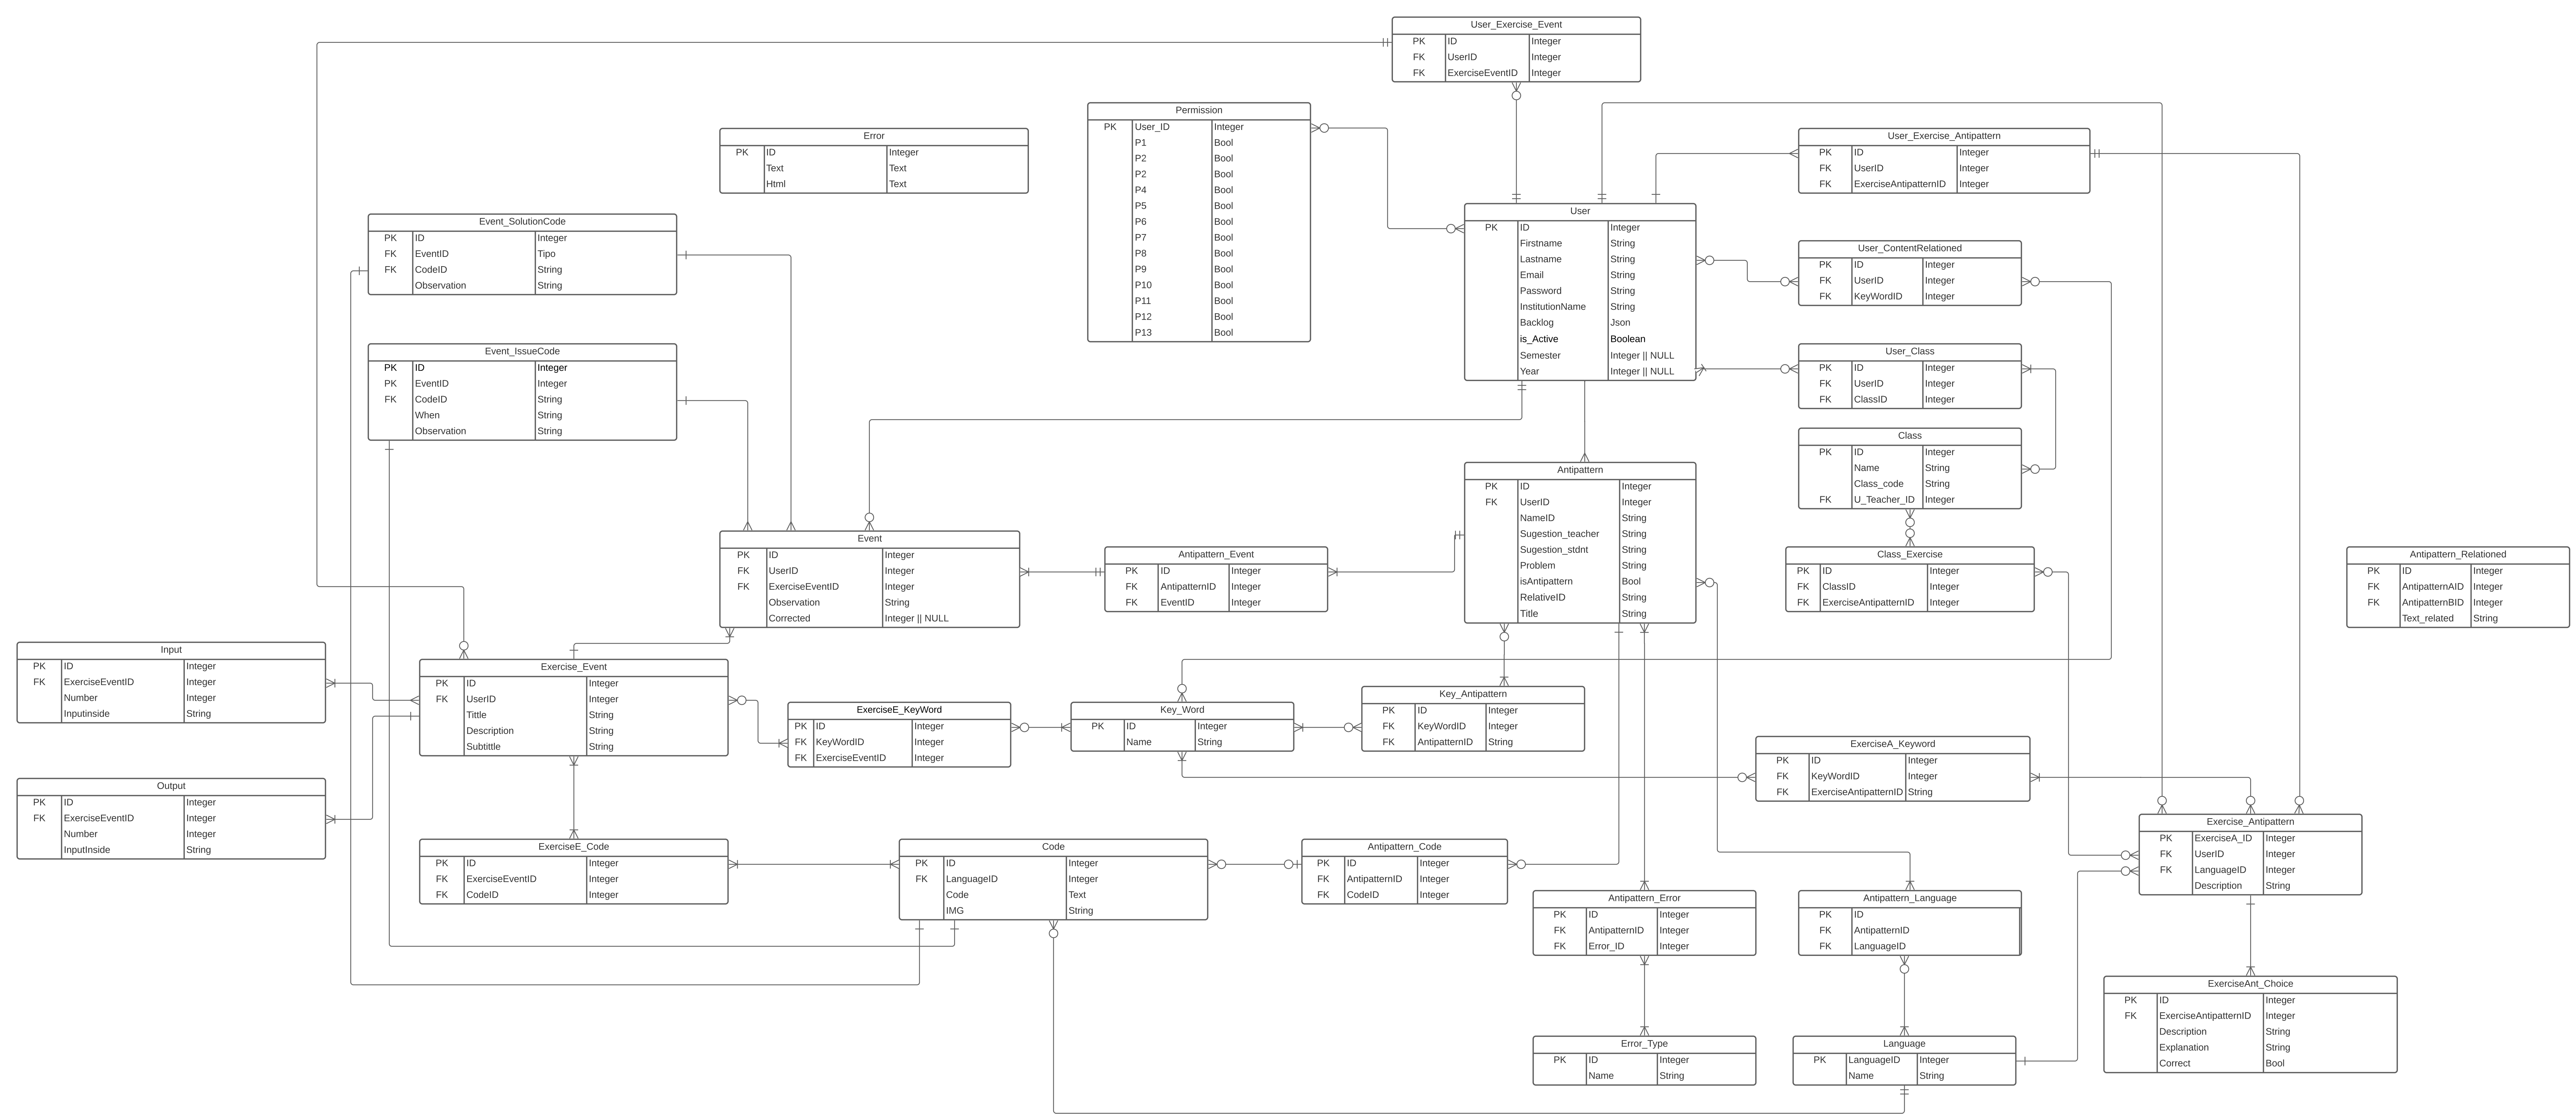 User_Exercise_Event
PK ID Integer
FK UserID Integer
FK ExerciseEventID Integer
Permission
PK User_ID Integer
P1 Bool
P2 Bool
P2 Bool
P4 Bool
P5 Bool
P6 Bool
P7 Bool
P8 Bool
P9 Bool
P10 Bool
P11 Bool
P12 Bool
P13 Bool
Error
PK ID Integer
Text Text
Html Text
User_Exercise_Antipattern
PK ID Integer
FK UserID Integer
FK ExerciseAntipatternID Integer
Event_SolutionCode
PK ID Integer
FK EventID Tipo
FK CodeID String
Observation String
User
PK ID Integer
Firstname String
Lastname String
Email String
Password String
InstitutionName String
Backlog Json
is_Active Boolean
Semester Integer || NULL
Year Integer || NULL
User_ContentRelationed
PK ID Integer
FK UserID Integer
FK KeyWordID Integer
Event_IssueCode
PK ID Integer
PK EventID Integer
FK CodeID String
When String
Observation String
User_Class
PK ID Integer
FK UserID Integer
FK ClassID Integer
Class
PK ID Integer
Name String
Class_code String
FK U_Teacher_ID Integer
Antipattern
PK ID Integer
FK UserID Integer
NameID String
Sugestion_teacher String
Sugestion_stdnt String
Problem String
isAntipattern Bool
RelativeID String
Title String
Event
PK ID Integer
FK UserID Integer
FK ExerciseEventID Integer
Observation String
Corrected Integer || NULL
Antipattern_Event
PK ID Integer
FK AntipatternID Integer
FK EventID Integer
Class_Exercise
PK ID Integer
FK ClassID Integer
FK ExerciseAntipatternID Integer
Antipattern_Relationed
PK ID Integer
FK AntipatternAID Integer
FK AntipatternBID Integer
Text_related String
Input
PK ID Integer
FK ExerciseEventID Integer
Number Integer
Inputinside String
Exercise_Event
PK ID Integer
FK UserID Integer
Tittle String
Description String
Subtittle String
ExerciseE_KeyWord
PK ID Integer
FK KeyWordID Integer
FK ExerciseEventID Integer
Key_Word
PK ID Integer
Name String
Key_Antipattern
PK ID Integer
FK KeyWordID Integer
FK AntipatternID String
ExerciseA_Keyword
PK ID Integer
FK KeyWordID Integer
FK ExerciseAntipatternID String
Output
PK ID Integer
FK ExerciseEventID Integer
Number Integer
InputInside String
ExerciseE_Code
PK ID Integer
FK ExerciseEventID Integer
FK CodeID Integer
Code
PK ID Integer
FK LanguageID Integer
Code Text
IMG String
Antipattern_Code
PK ID Integer
FK AntipatternID Integer
FK CodeID Integer
Exercise_Antipattern
PK ExerciseA_ID Integer
FK UserID Integer
FK LanguageID Integer
Description String
Antipattern_Error
PK ID Integer
FK AntipatternID Integer
FK Error_ID Integer
Antipattern_Language
PK ID
FK AntipatternID
FK LanguageID
ExerciseAnt_Choice
PK ID Integer
FK ExerciseAntipatternID Integer
Description String
Explanation String
Correct Bool
Error_Type
PK ID Integer
Name String
Language
PK LanguageID Integer
Name String